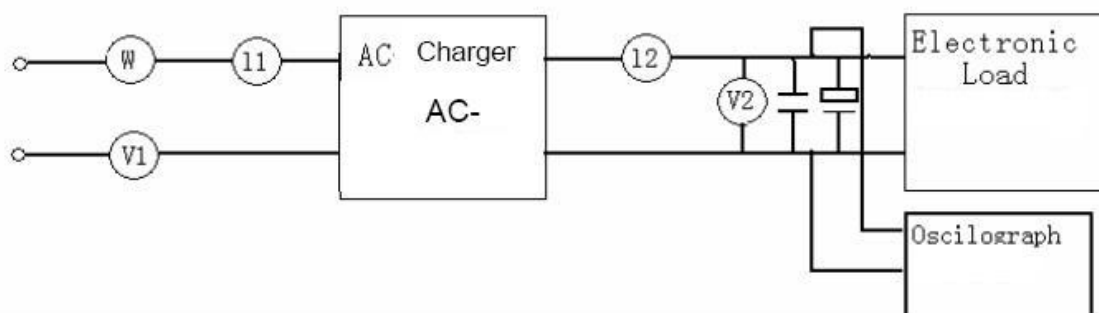 W
11
AC Charger
AC-
12
V2
V1
Electronic
Load
Oscilograph